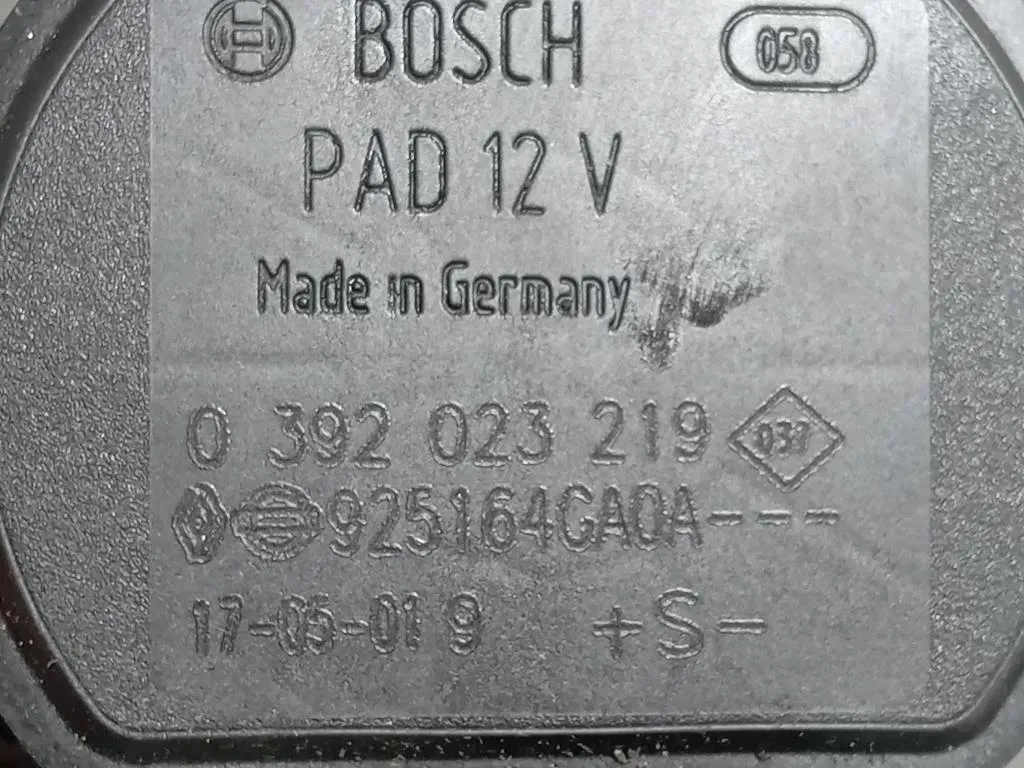 BOSCH 058
PAD 12 V
Made in Germany
0 392 023 219 037
925164GA0A---
17-05-01 9 +S-